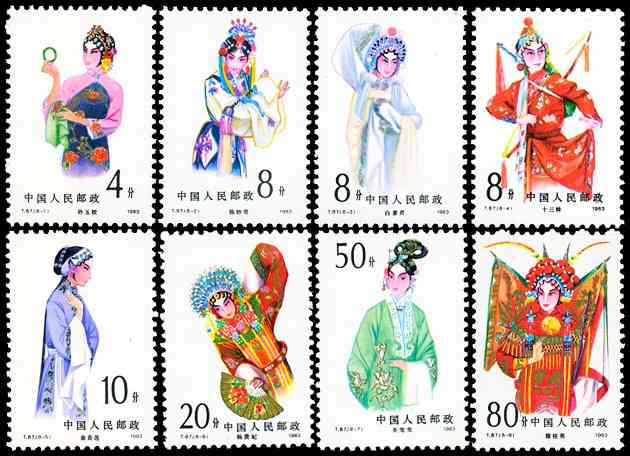 4分
中国人民邮政
T.87.(8-1)
孙玉姣
1983
8分
中国人民邮政
T.87.(8-2)
陈妙常
1983
8分
中国人民邮政
T.87.(8-3)
白素贞
1983
8分
中国人民邮政
T.87.(8-4)
十三妹
1983
10分
中国人民邮政
T.87.(8-5)
秦香莲
1983
20分
中国人民邮政
T.87.(8-6)
杨贵妃
1983
50分
中国人民邮政
T.87.(8-7)
崔莺莺
1983
80分
中国人民邮政
T.87.(8-8)
穆桂英
1983